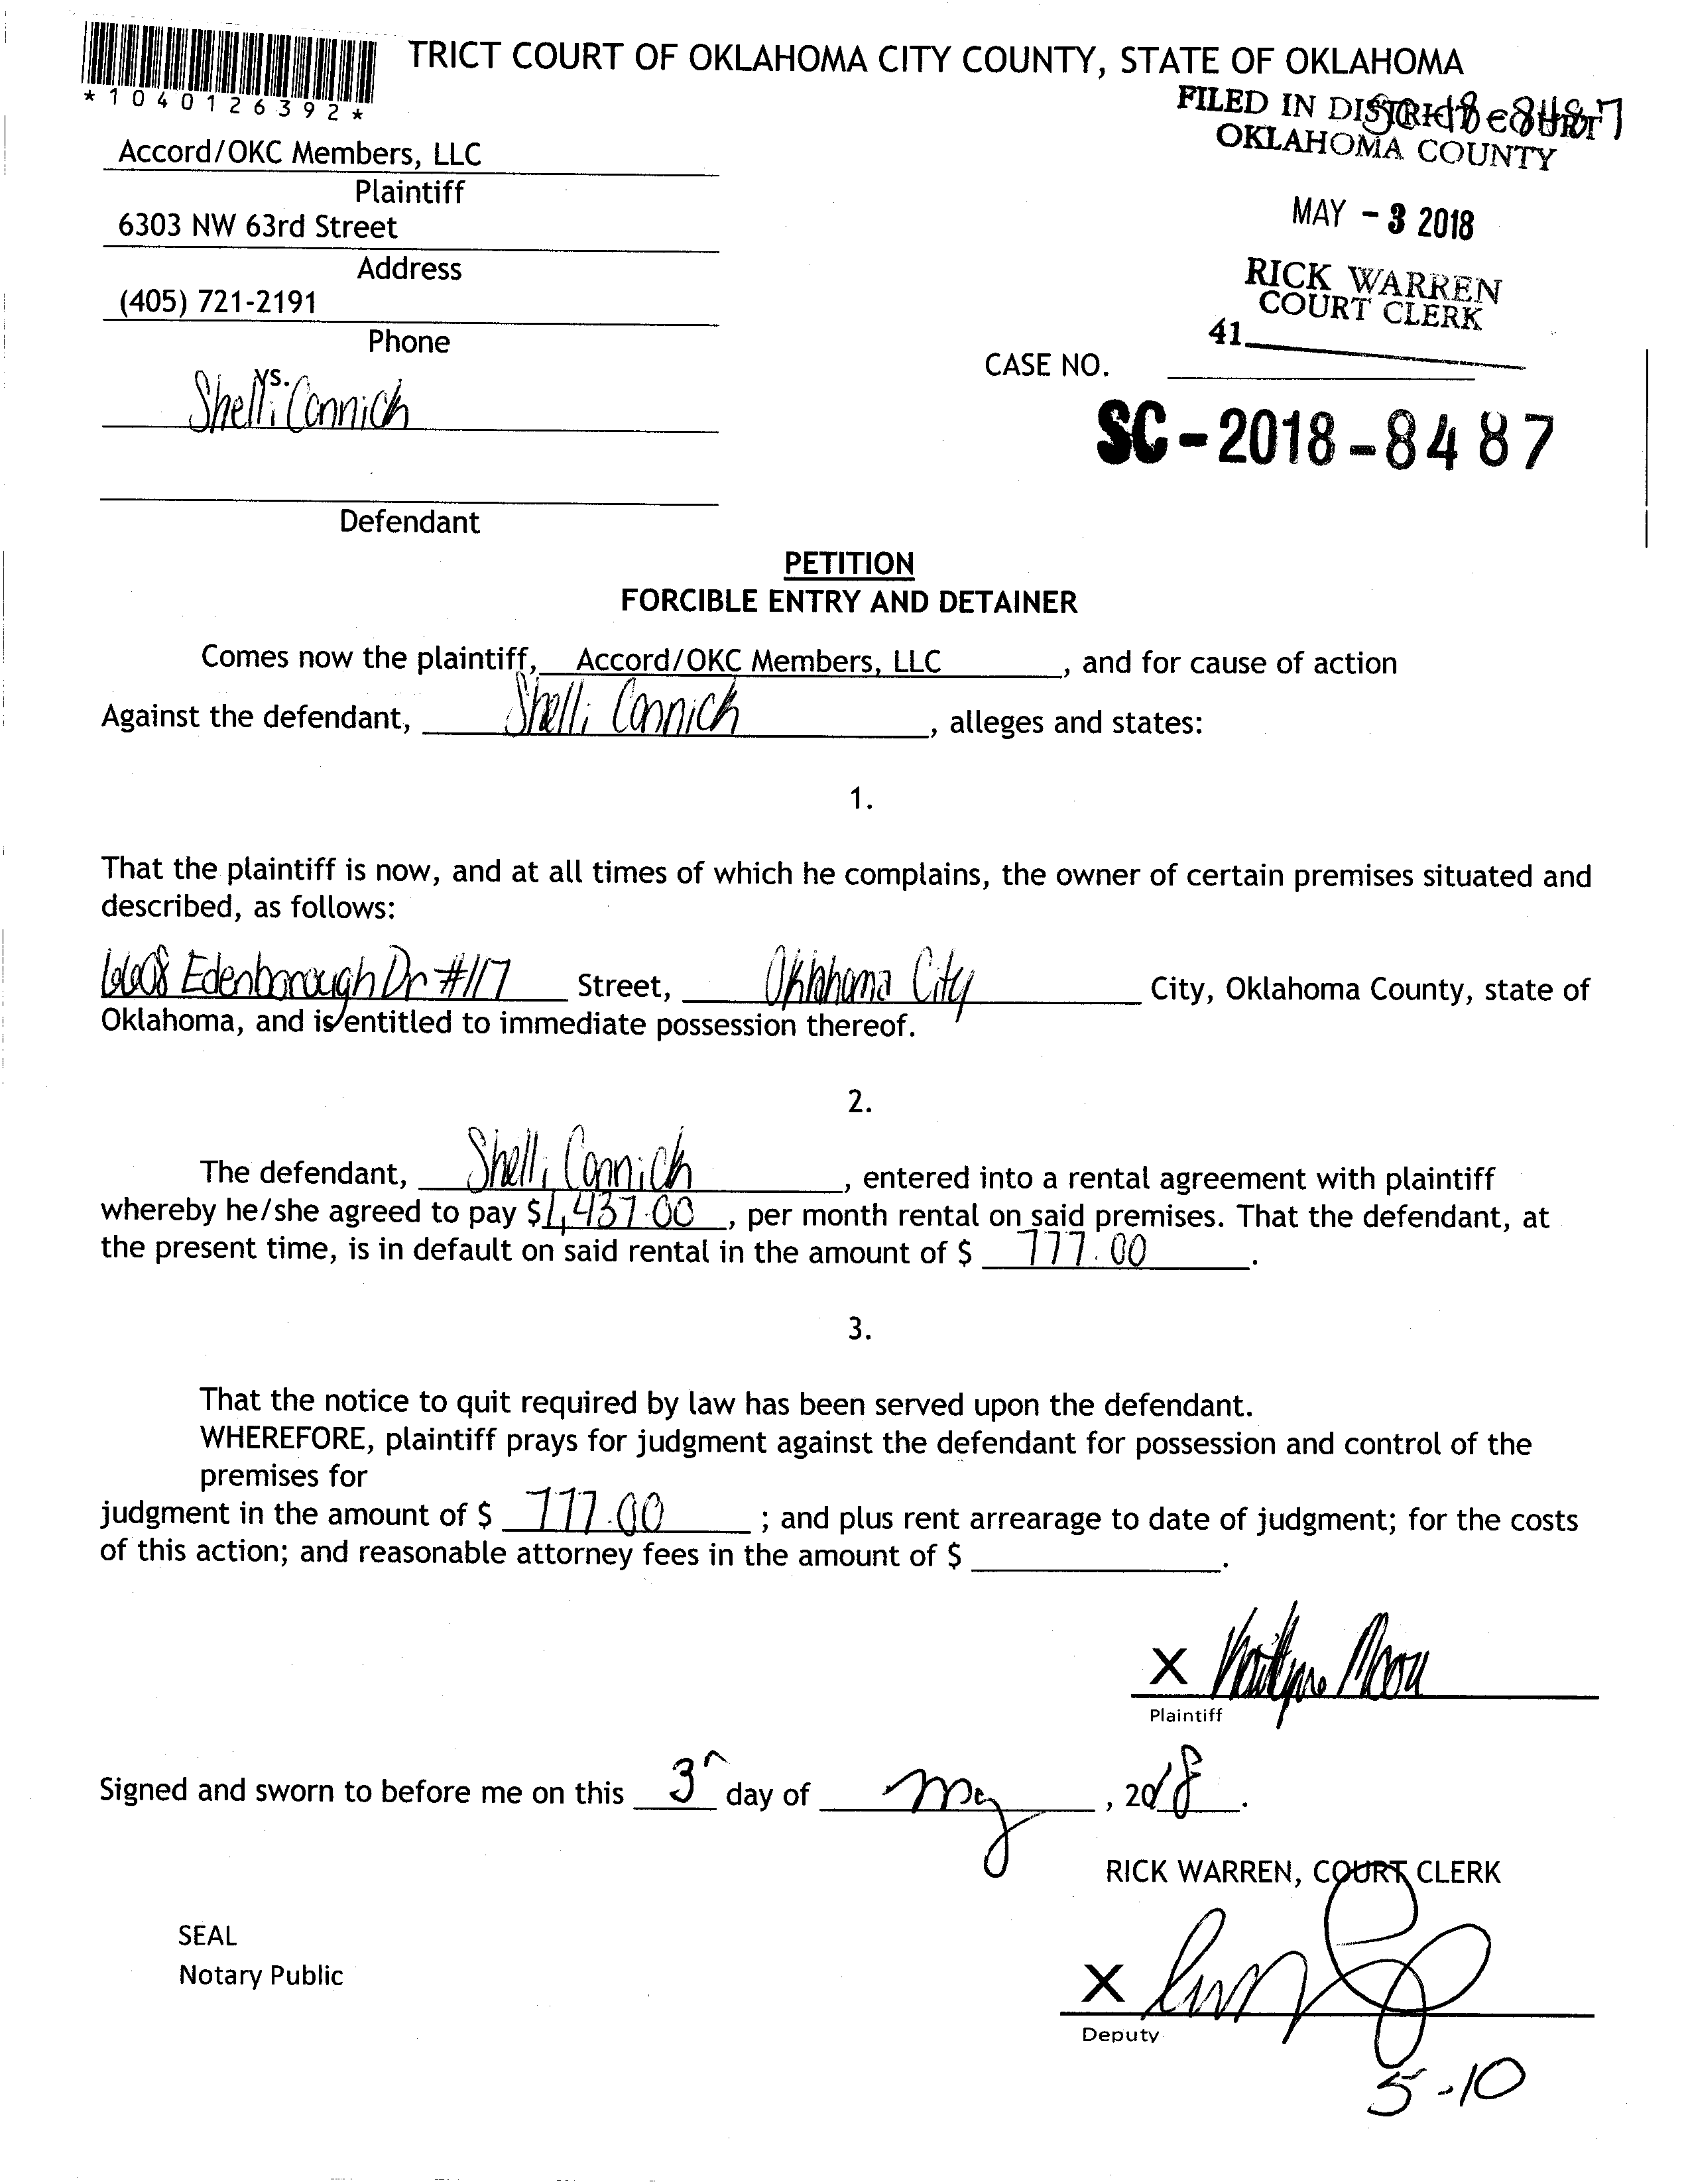 TRICT COURT OF OKLAHOMA CITY COUNTY, STATE OF OKLAHOMA
*1040126392*
FILED IN DISTRICT COURT
OKLAHOMA COUNTY
SC-18-8487
Accord/OKC Members, LLC
Plaintiff
6303 NW 63rd Street
Address
MAY - 3 2018
(405) 721-2191
Phone
RICK WARREN
COURT CLERK
41
vs.
CASE NO.
Shelli Connich
SC-2018-8487
Defendant
PETITION
FORCIBLE ENTRY AND DETAINER
Comes now the plaintiff, Accord/OKC Members, LLC, and for cause of action
Against the defendant, Shelli Connich, alleges and states:
1.
That the plaintiff is now, and at all times of which he complains, the owner of certain premises situated and
described, as follows:
6608 Edenborough Dr #117 Street, Oklahoma City City, Oklahoma County, state of
Oklahoma, and is entitled to immediate possession thereof.
2.
The defendant, Shelli Connich, entered into a rental agreement with plaintiff
whereby he/she agreed to pay $1,437.00, per month rental on said premises. That the defendant, at
the present time, is in default on said rental in the amount of $ 777.00.
3.
That the notice to quit required by law has been served upon the defendant.
WHEREFORE, plaintiff prays for judgment against the defendant for possession and control of the
premises for
judgment in the amount of $ 777.00; and plus rent arrearage to date of judgment; for the costs
of this action; and reasonable attorney fees in the amount of $ .
X
Plaintiff
Signed and sworn to before me on this 3 day of May, 2018.
RICK WARREN, COURT CLERK
SEAL
Notary Public
X
Deputy
5-10